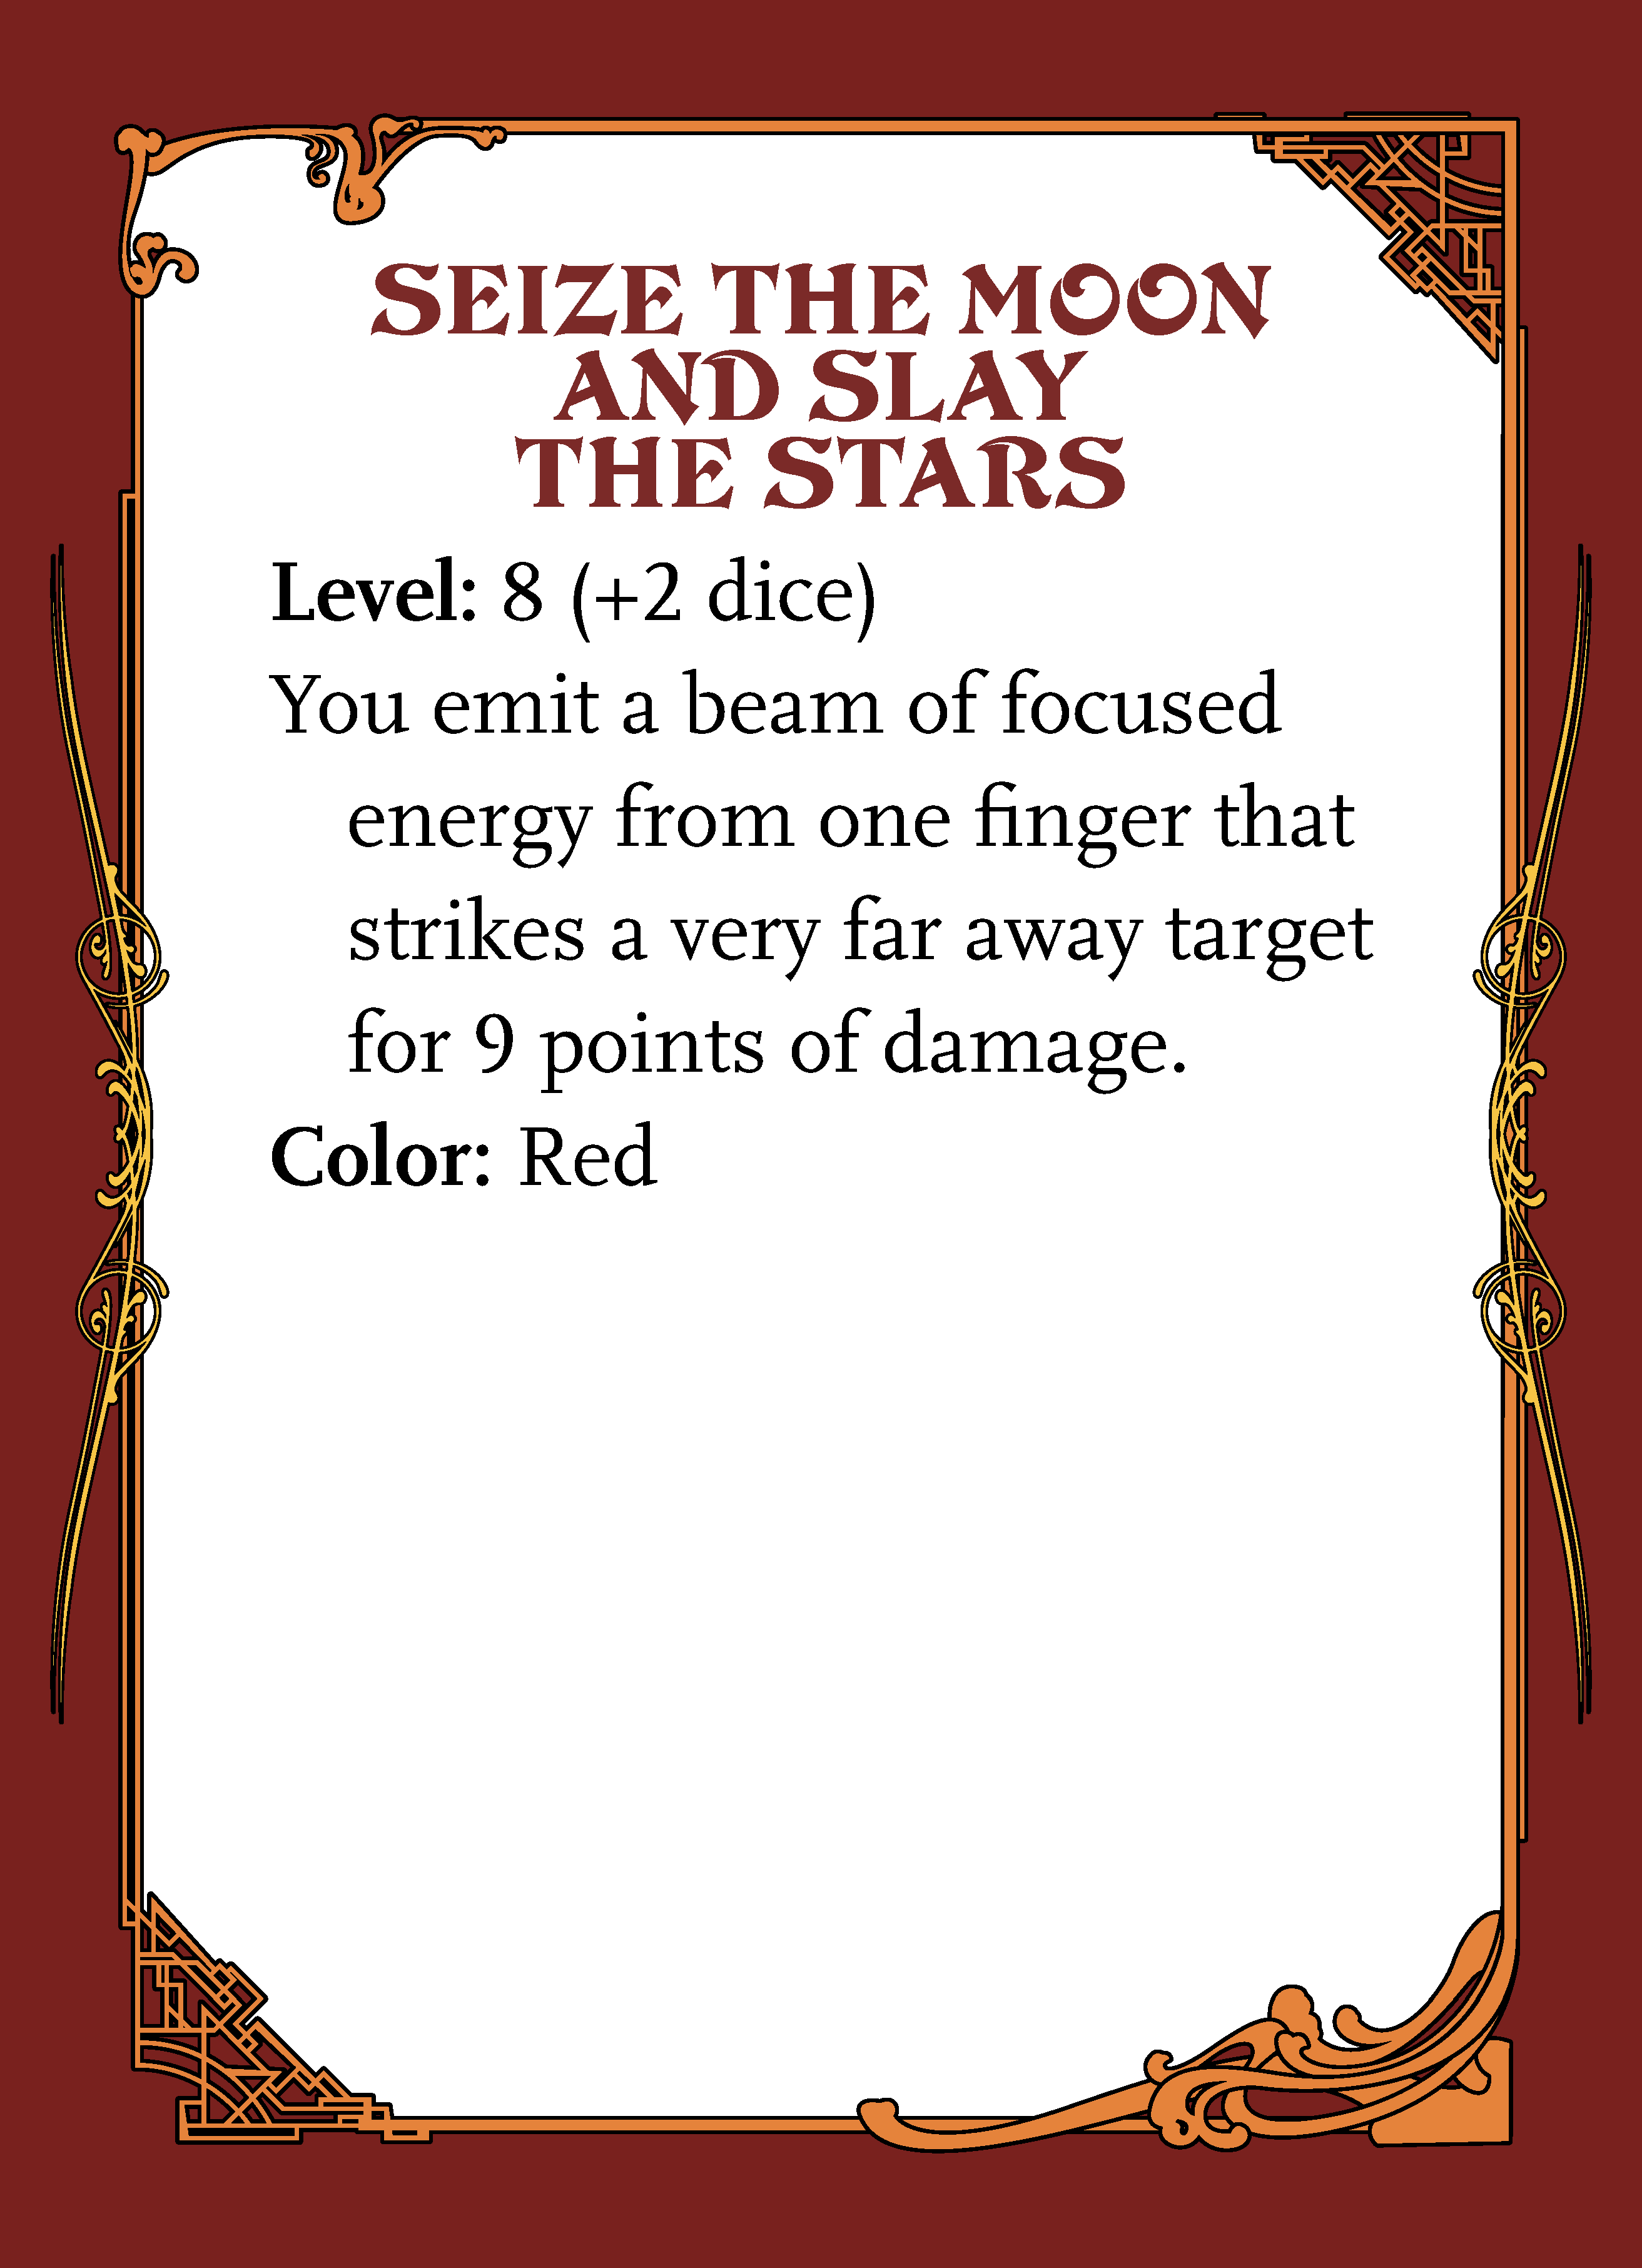 SEIZE THE MOON
AND SLAY
THE STARS
Level: 8 (+2 dice)
You emit a beam of focused
energy from one finger that
strikes a very far away target
for 9 points of damage.
Color: Red